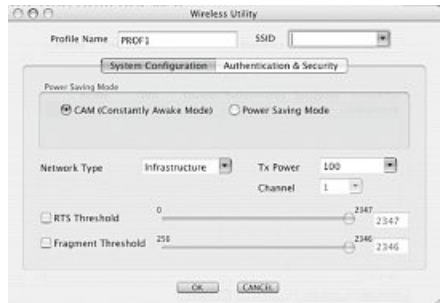 Wireless Utility
Profile Name PROF1 SSID
System Configuration Authentication & Security
Power Saving Mode
CAM (Constantly Awake Mode) Power Saving Mode
Network Type Infrastructure Tx Power 100
Channel 1
RTS Threshold 0 2347 2347
Fragment Threshold 256 2346 2346
OK CANCEL